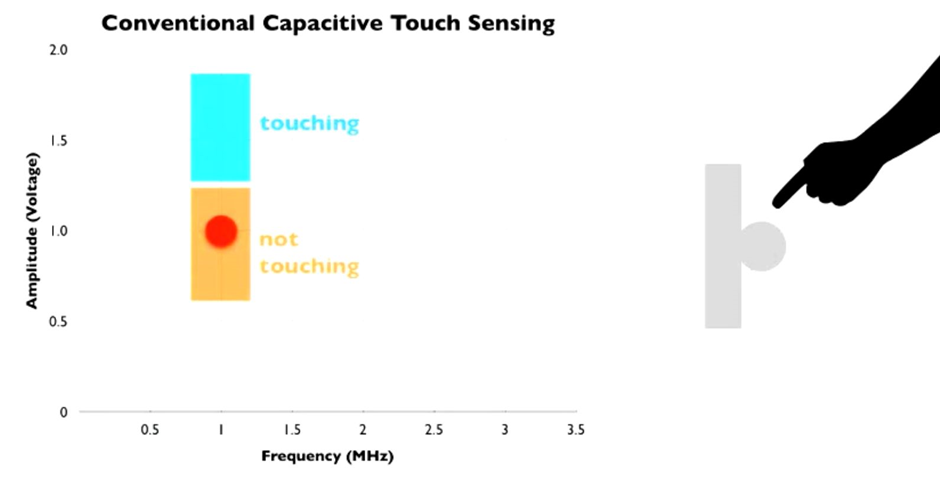 Conventional Capacitive Touch Sensing
2.0
1.5
1.0
0.5
0
Amplitude (Voltage)
touching
not
touching
0.5 1 1.5 2 2.5 3 3.5
Frequency (MHz)